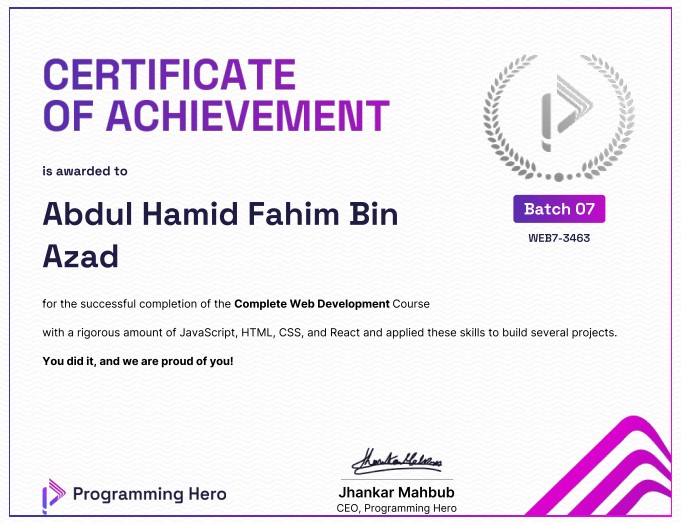 CERTIFICATE
OF ACHIEVEMENT
is awarded to
Abdul Hamid Fahim Bin
Azad
Batch 07
WEB7-3463
for the successful completion of the Complete Web Development Course
with a rigorous amount of JavaScript, HTML, CSS, and React and applied these skills to build several projects.
You did it, and we are proud of you!
Programming Hero
Jhankar Mahbub
CEO, Programming Hero